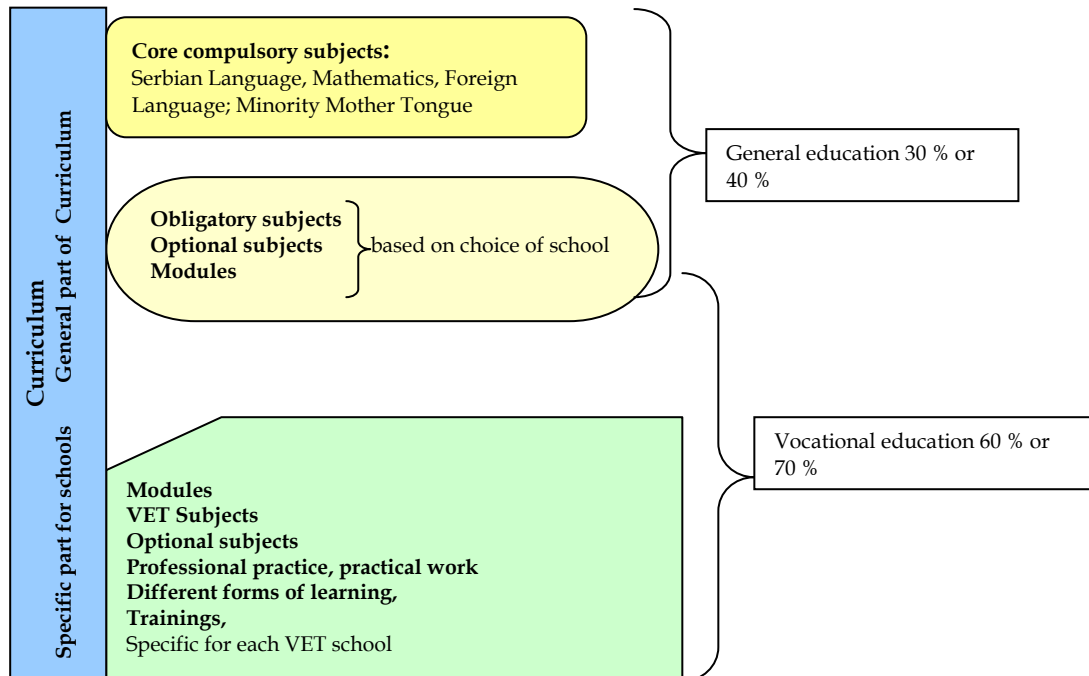 Curriculum
General part of Curriculum
Specific part for schools
Core compulsory subjects:
Serbian Language, Mathematics, Foreign
Language; Minority Mother Tongue
General education 30 % or
40 %
Obligatory subjects
Optional subjects
Modules
based on choice of school
Vocational education 60 % or
70 %
Modules
VET Subjects
Optional subjects
Professional practice, practical work
Different forms of learning,
Trainings,
Specific for each VET school